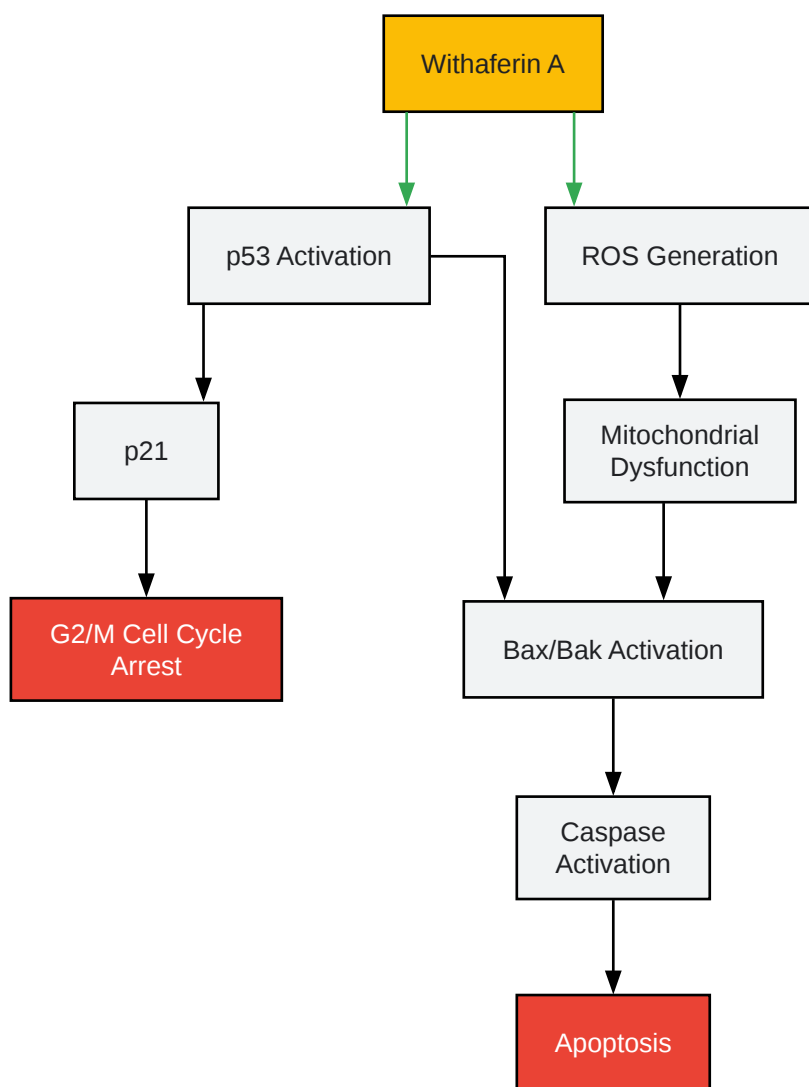 Withaferin A
p53 Activation
ROS Generation
p21
Mitochondrial
Dysfunction
G2/M Cell Cycle
Arrest
Bax/Bak Activation
Caspase
Activation
Apoptosis